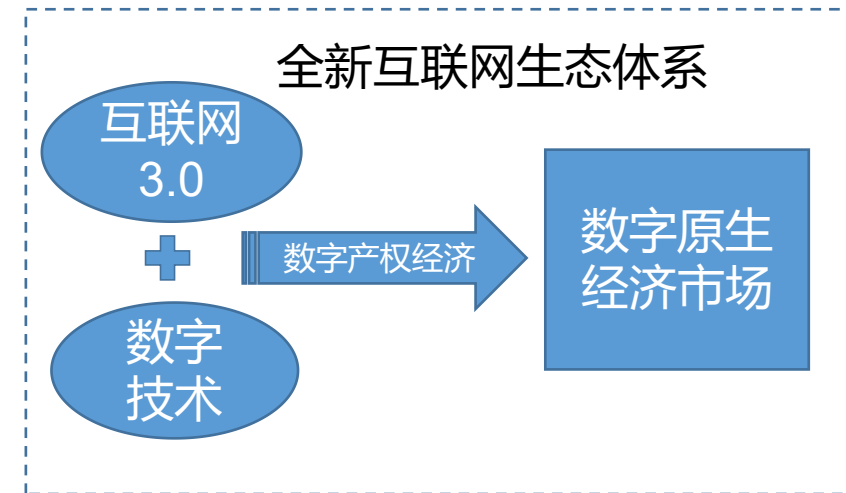 全新互联网生态体系
互联网
3.0
数字产权经济
数字
技术
数字原生
经济市场